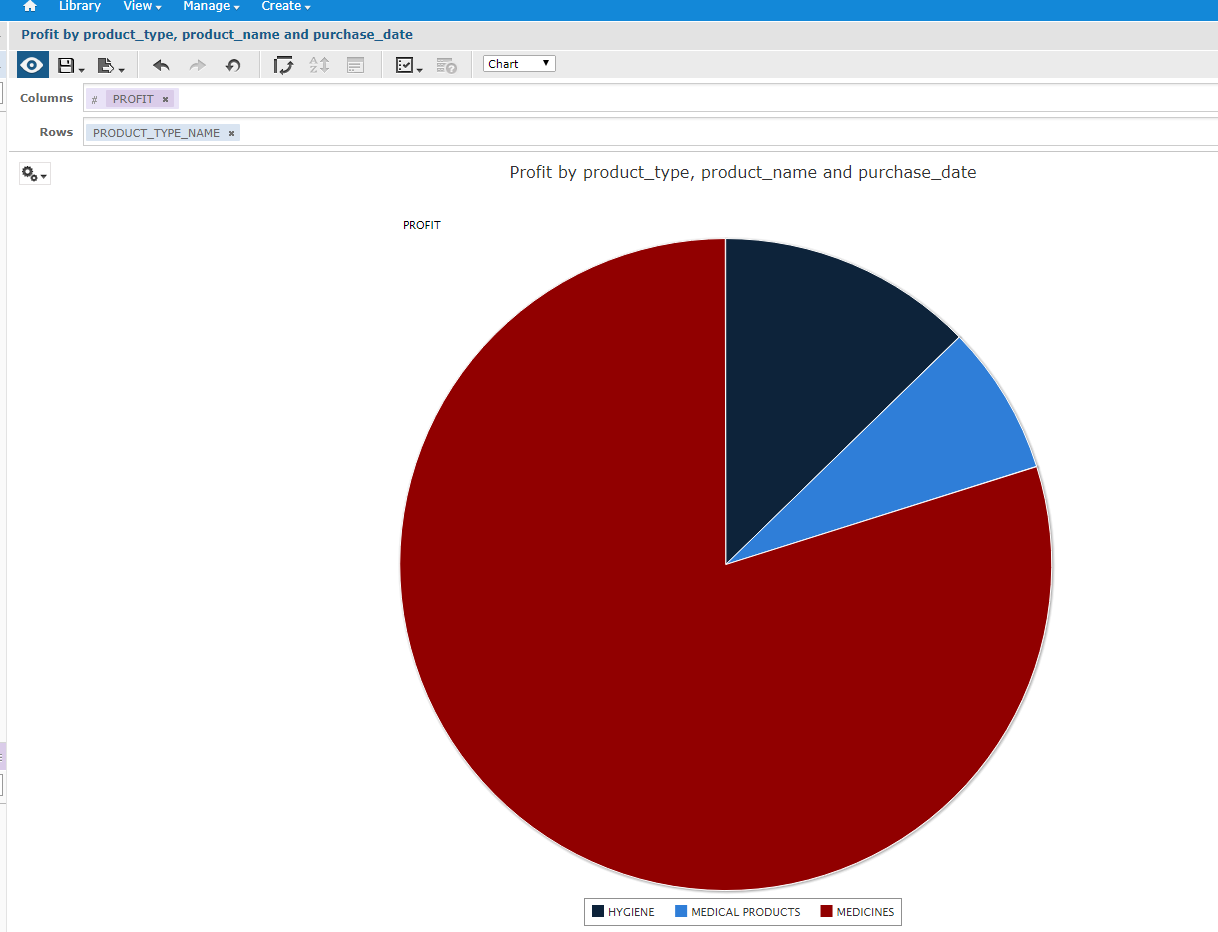 Library View Manage Create
Profit by product_type, product_name and purchase_date
Chart
Columns # PROFIT ×
Rows PRODUCT_TYPE_NAME ×
Profit by product_type, product_name and purchase_date
PROFIT
HYGIENE MEDICAL PRODUCTS MEDICINES